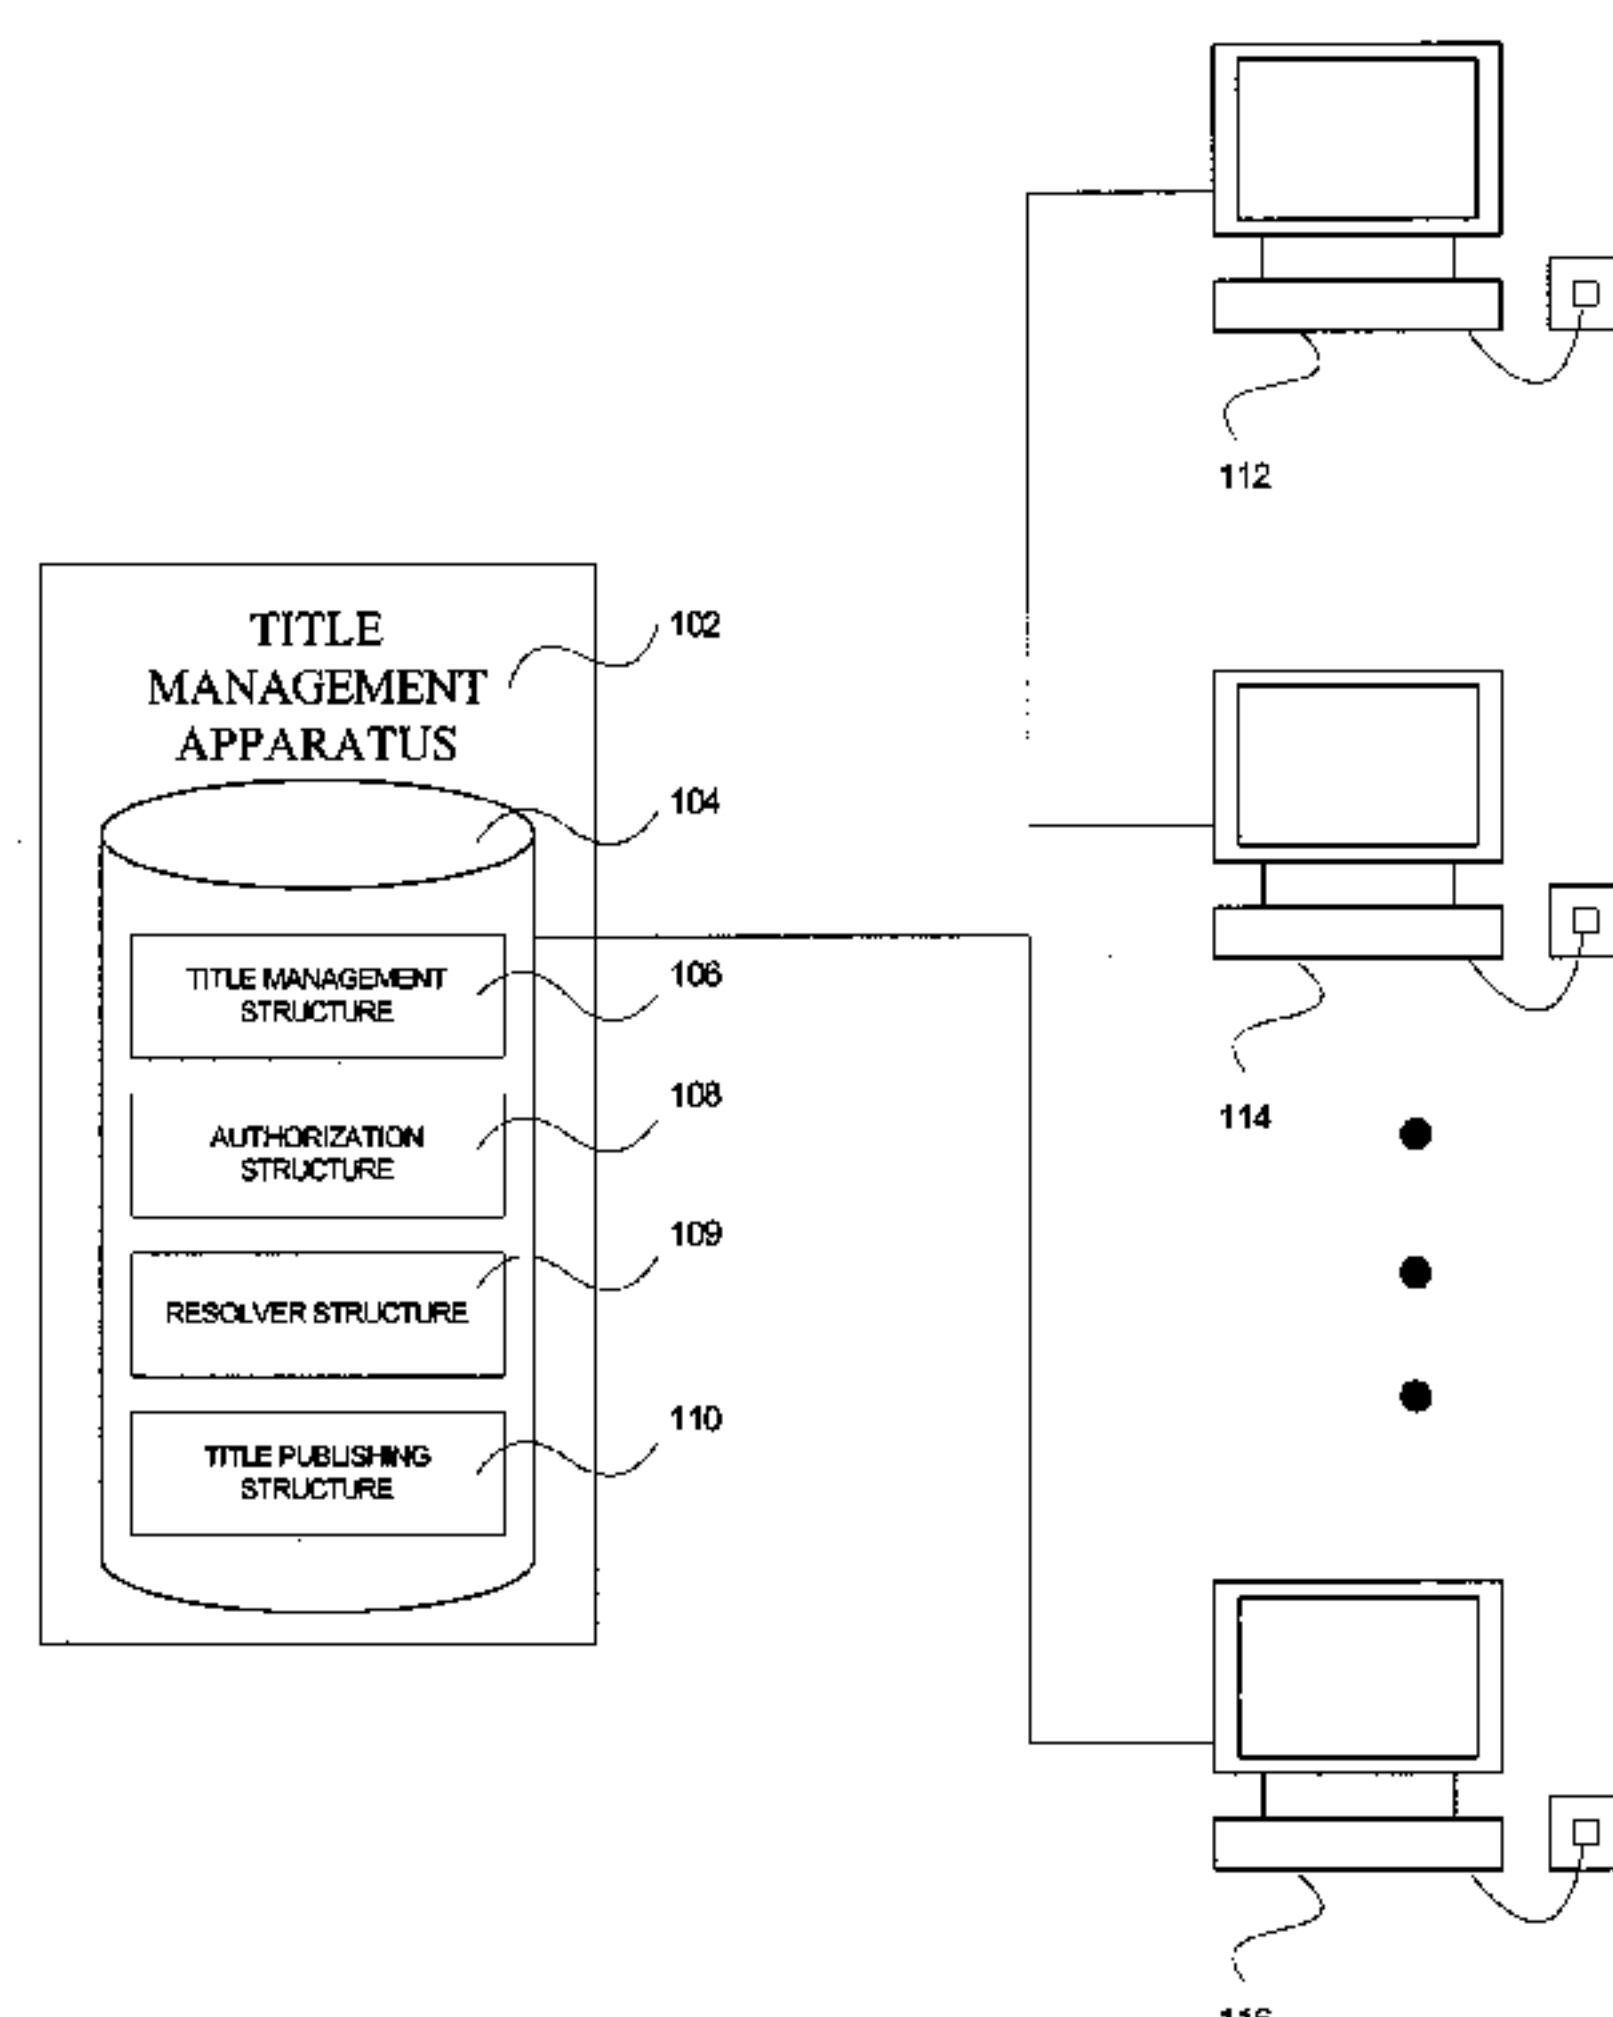 112
TITLE
MANAGEMENT
APPARATUS
102
104
TITLE MANAGEMENT
STRUCTURE
106
108
AUTHORIZATION
STRUCTURE
114
109
RESOLVER STRUCTURE
110
TITLE PUBLISHING
STRUCTURE